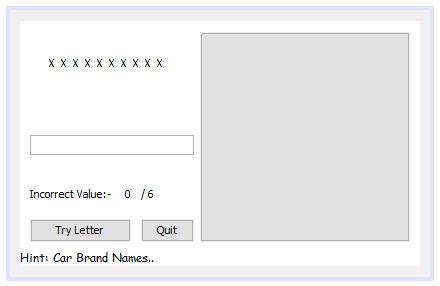 X X X X X X X X X X
Incorrect Value:- 0 / 6
Try Letter Quit
Hint: Car Brand Names..